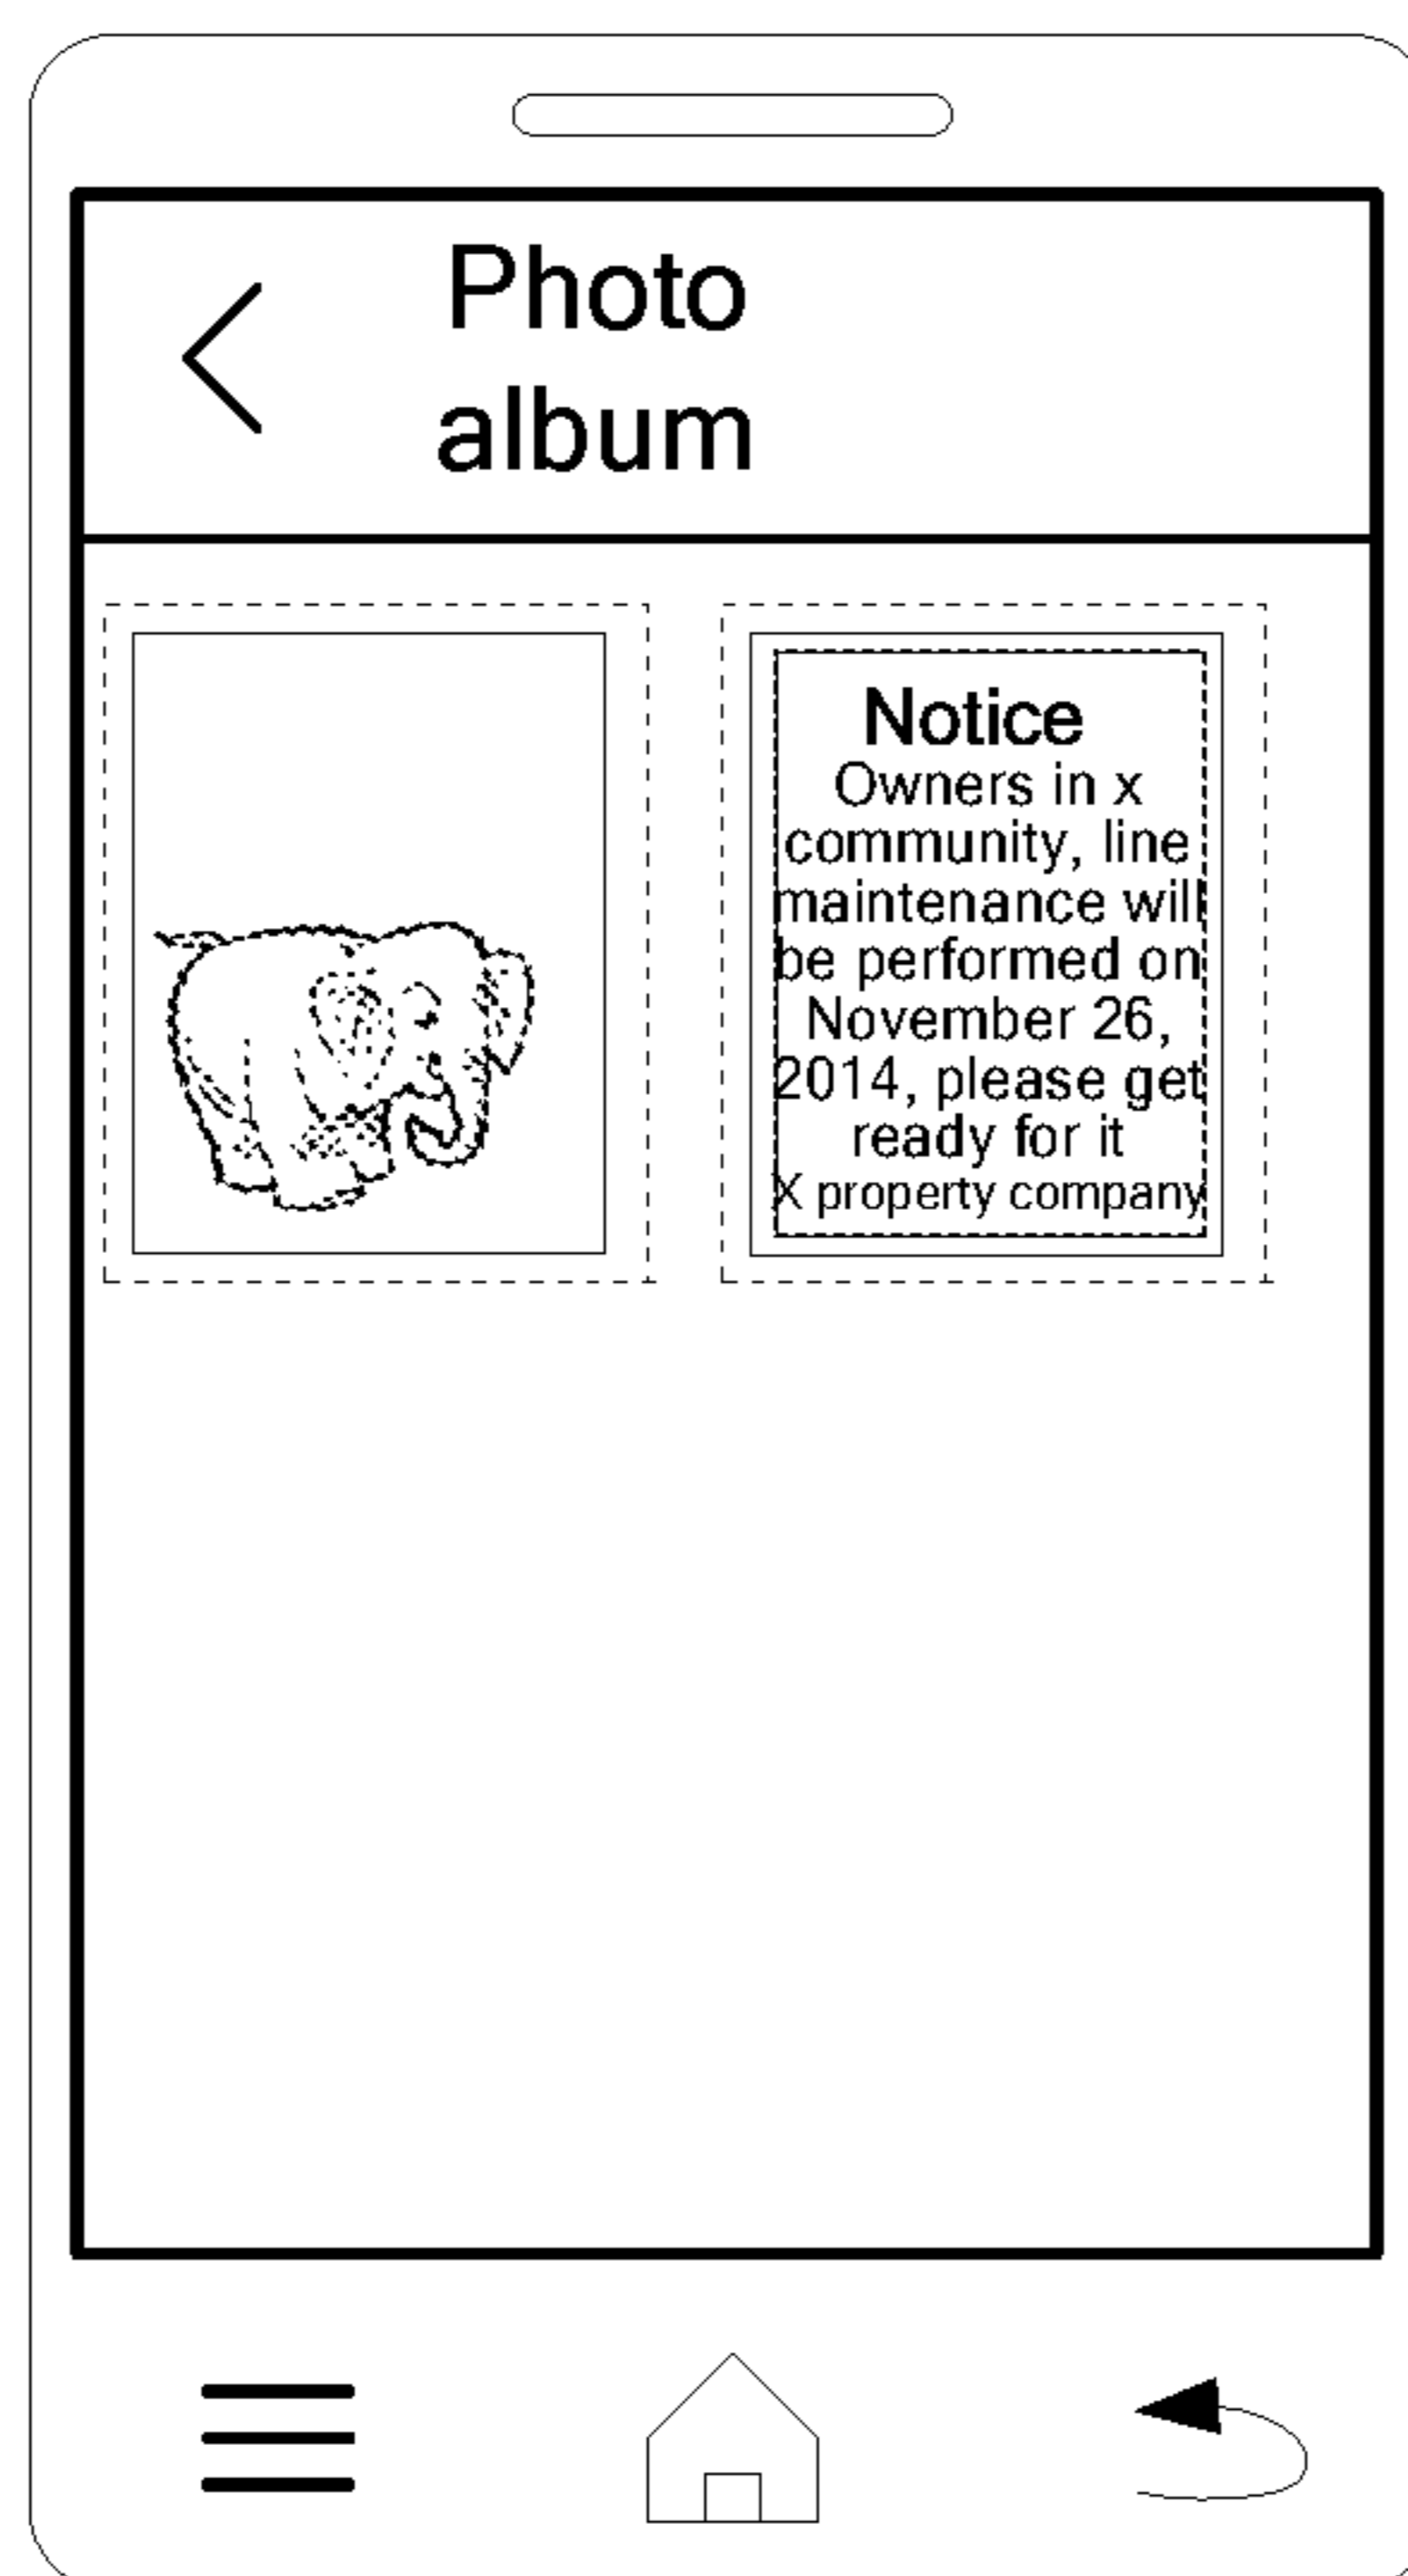 Photo
album
Notice
Owners in x
community, line
maintenance will
be performed on
November 26,
2014, please get
ready for it
X property company